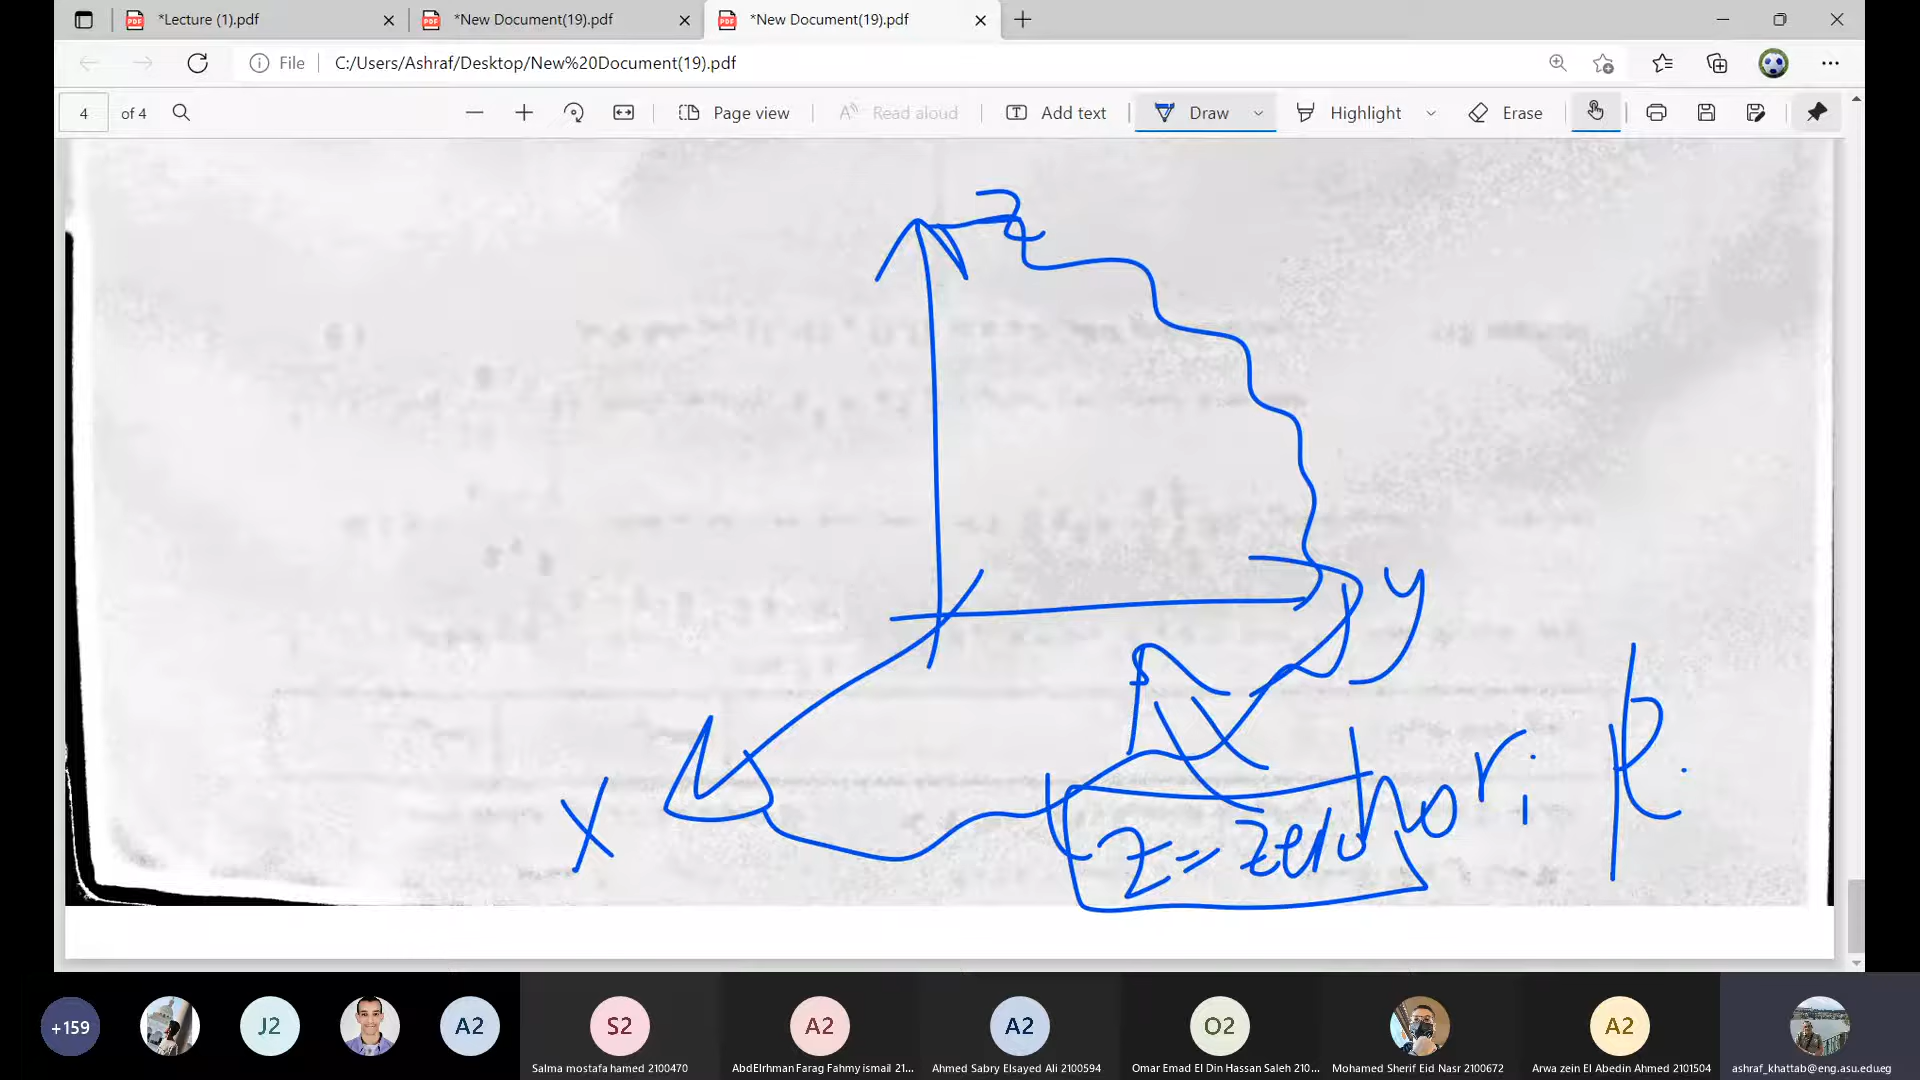 *Lecture (1).pdf
*New Document(19).pdf
*New Document(19).pdf
File
C:/Users/Ashraf/Desktop/New%20Document(19).pdf
4 of 4
Page view
Read aloud
Add text
Draw
Highlight
Erase
z
y
x
hori
z = zero
+159
J2
A2
S2
A2
A2
O2
A2
Salma mostafa hamed 2100470
AbdElrhman Farag Fahmy ismail 21...
Ahmed Sabry Elsayed Ali 2100594
Omar Emad El Din Hassan Saleh 210...
Mohamed Sherif Eid Nasr 2100672
Arwa zein El Abedin Ahmed 2101504
ashraf_khattab@eng.asu.edueg